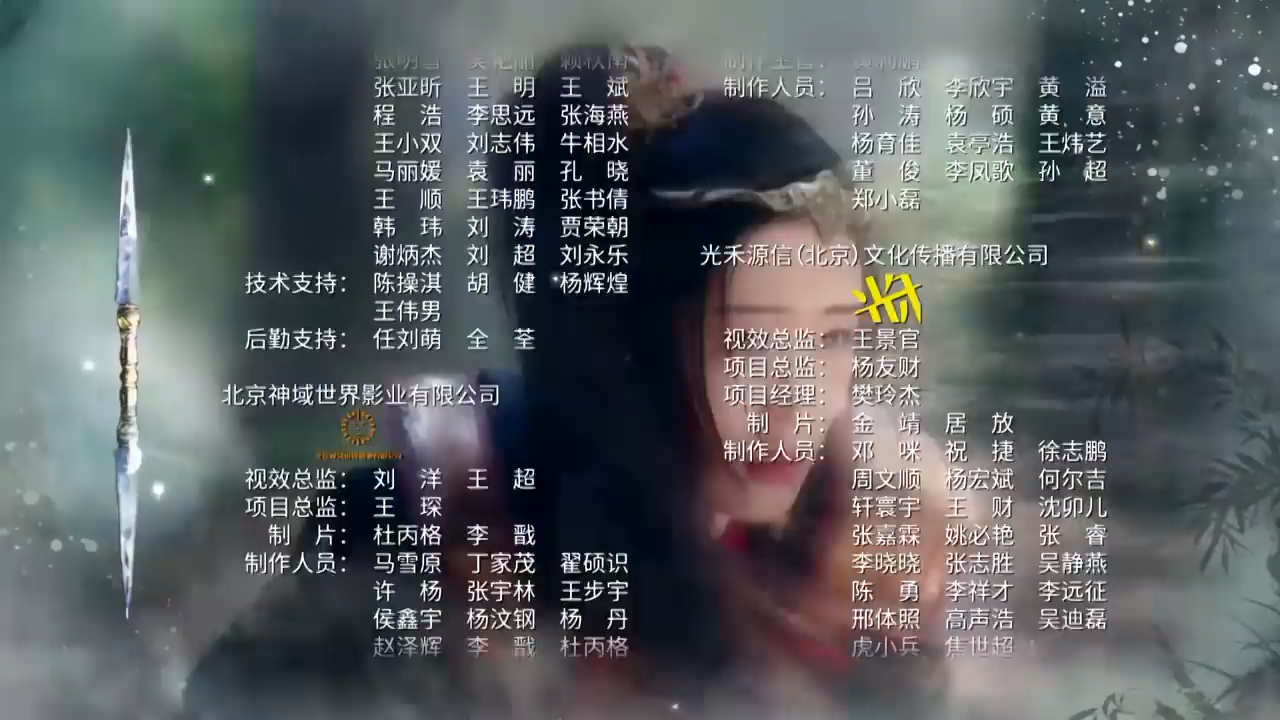 张亚昕 王明 王斌
程浩 李思远 张海燕
王小双 刘志伟 牛相水
马丽媛 袁丽 孔晓
王顺 王玮鹏 张书倩
韩玮 刘涛 贾荣朝
谢炳杰 刘超 刘永乐
技术支持： 陈操淇 胡健 杨辉煌
王伟男
后勤支持： 任刘萌 全荃
北京神域世界影业有限公司
视效总监： 刘洋 王超
项目总监： 王琛
制片： 杜丙格 李戬
制作人员： 马雪原 丁家茂 翟硕识
许杨 张宇林 王步宇
侯鑫宇 杨汶钢 杨丹
赵泽辉 李戬 杜丙格
制作人员： 吕欣 李欣宇 黄溢
孙涛 杨硕 黄意
杨育佳 袁亭浩 王炜艺
董俊 李凤歌 孙超
郑小磊
光禾源信(北京)文化传播有限公司
视效总监： 王景官
项目总监： 杨友财
项目经理： 樊玲杰
制片： 金靖 居放
制作人员： 邓咪 祝捷 徐志鹏
周文顺 杨宏斌 何尔吉
轩寰宇 王财 沈卯儿
张嘉霖 姚必艳 张睿
李晓晓 张志胜 吴静燕
陈勇 李祥才 李远征
邢体照 高声浩 吴迪磊
虎小兵 焦世超